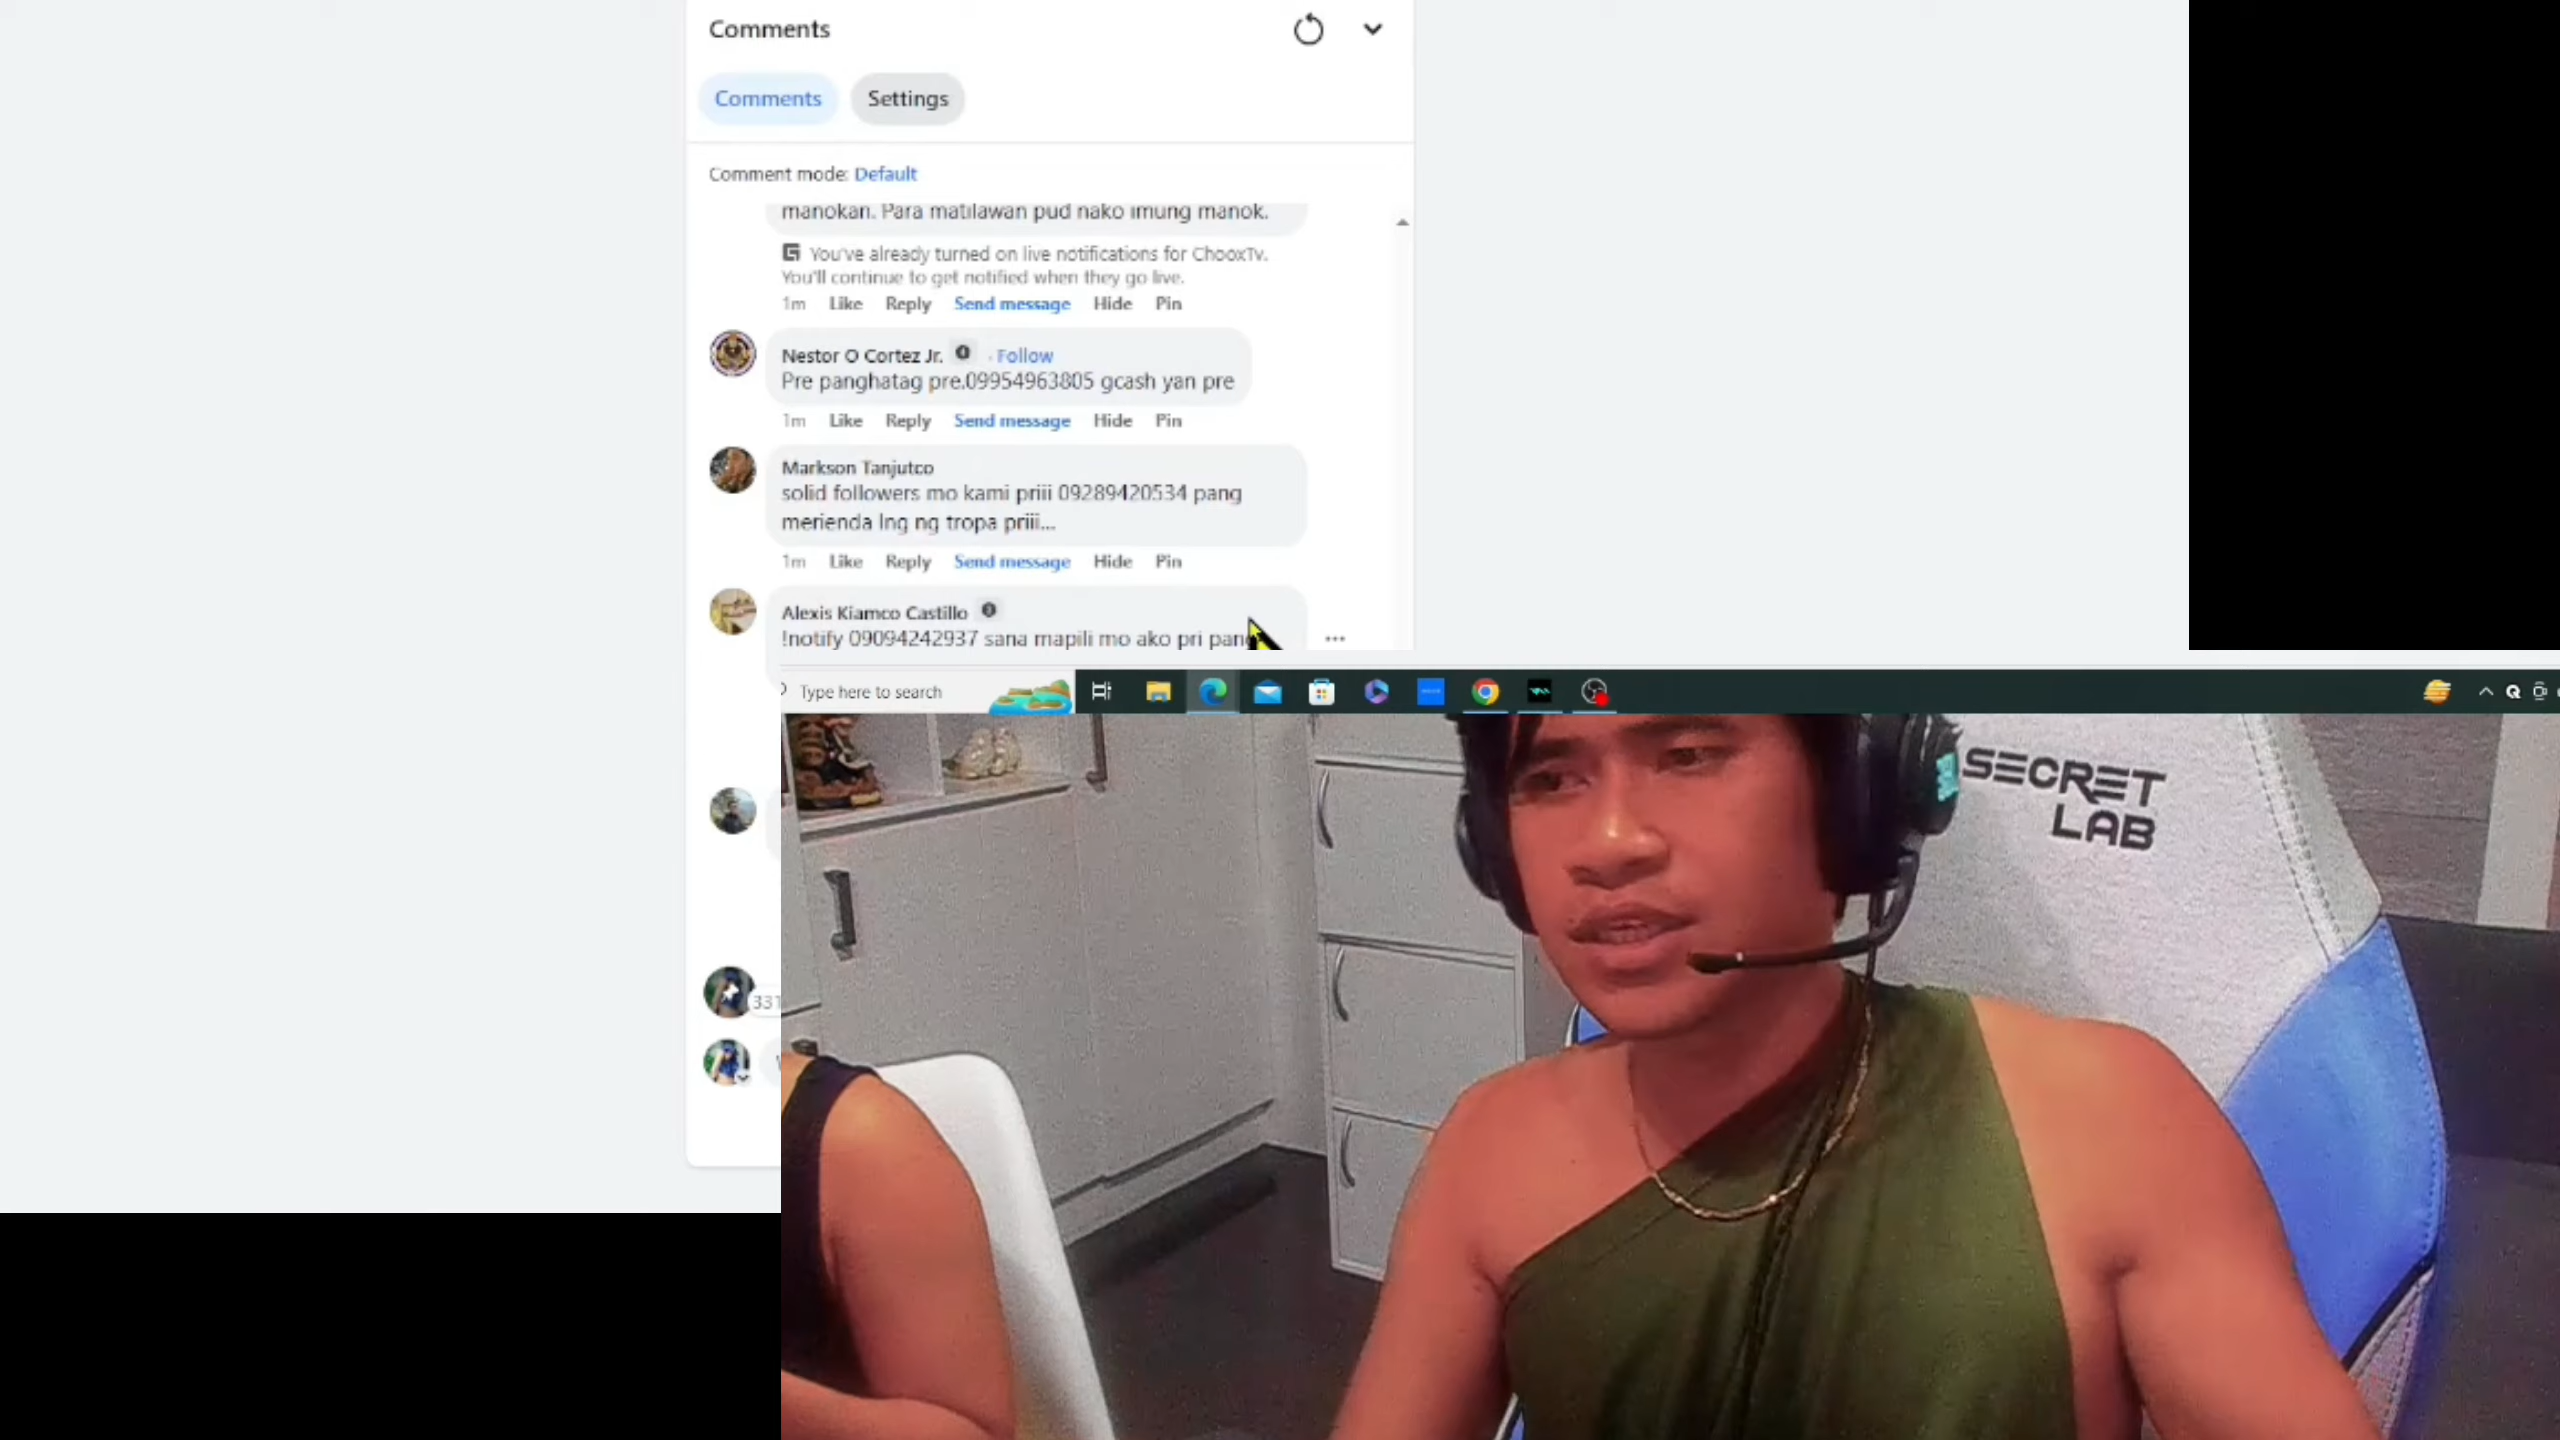 Comments
Comments Settings
Comment mode: Default
manokan. Para matilawan pud nako imung manok.
You've already turned on live notifications for ChooxTv.
You'll continue to get notified when they go live.
1m Like Reply Send message Hide Pin
Nestor O Cortez Jr. · Follow
Pre panghatag pre.09954963805 gcash yan pre
1m Like Reply Send message Hide Pin
Markson Tanjutco
solid followers mo kami priii 09289420534 pang
merienda lng ng tropa priii...
1m Like Reply Send message Hide Pin
Alexis Kiamco Castillo
!notify 09094242937 sana mapili mo ako pri pang
Type here to search
331
SECRET
LAB